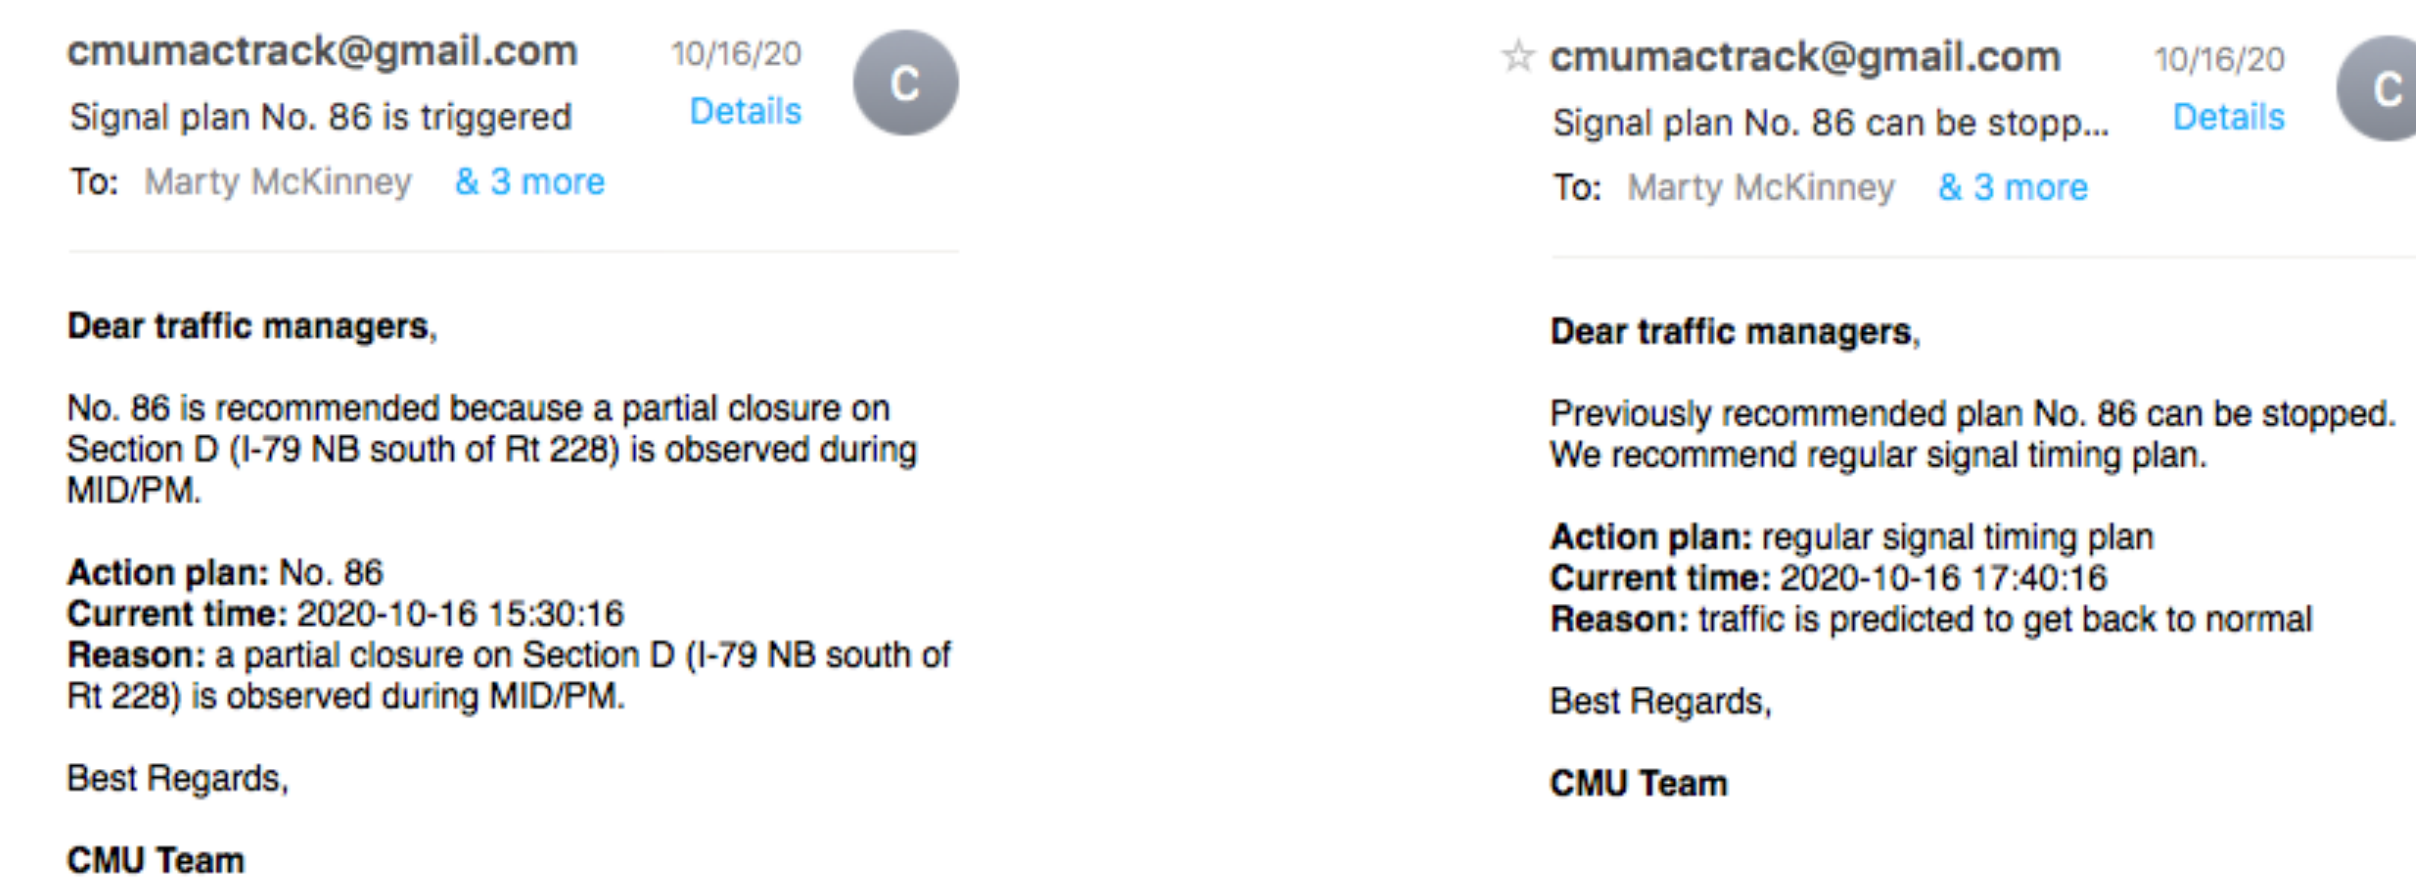 cmumactrack@gmail.com 10/16/20
C
Signal plan No. 86 is triggered Details
To: Marty McKinney & 3 more
Dear traffic managers,
No. 86 is recommended because a partial closure on
Section D (I-79 NB south of Rt 228) is observed during
MID/PM.
Action plan: No. 86
Current time: 2020-10-16 15:30:16
Reason: a partial closure on Section D (I-79 NB south of
Rt 228) is observed during MID/PM.
Best Regards,
CMU Team
☆ cmumactrack@gmail.com 10/16/20
C
Signal plan No. 86 can be stopp... Details
To: Marty McKinney & 3 more
Dear traffic managers,
Previously recommended plan No. 86 can be stopped.
We recommend regular signal timing plan.
Action plan: regular signal timing plan
Current time: 2020-10-16 17:40:16
Reason: traffic is predicted to get back to normal
Best Regards,
CMU Team